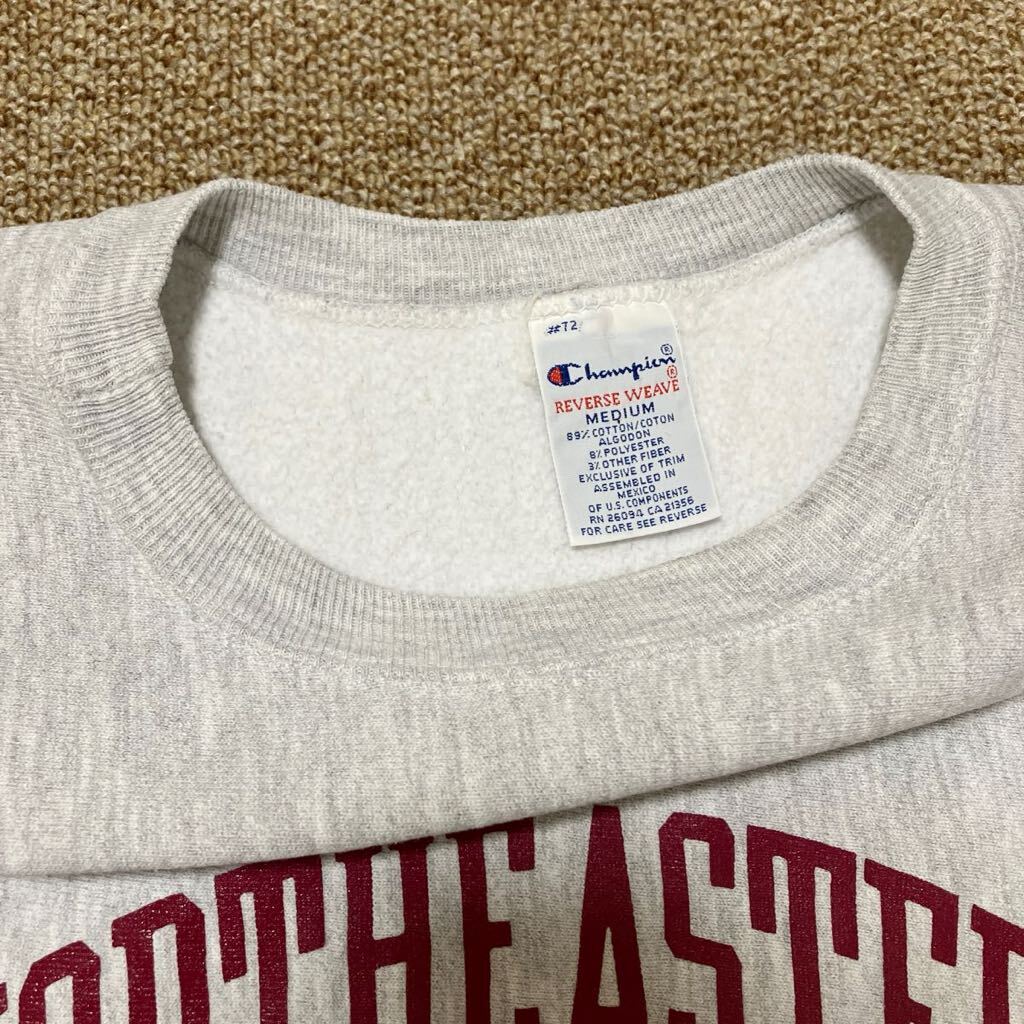 #72
Champion®
REVERSE WEAVE®
MEDIUM
89% COTTON/COTON
ALGODON
8% POLYESTER
3% OTHER FIBER
EXCLUSIVE OF TRIM
ASSEMBLED IN
MEXICO
OF U.S. COMPONENTS
RN 26094 CA 21356
FOR CARE SEE REVERSE
ORTHEASTER